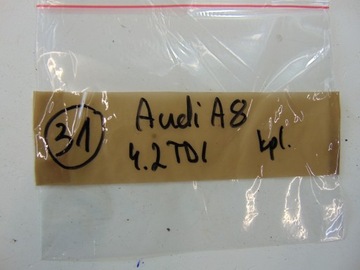 31
Audi A8
4.2 TDI kpl.